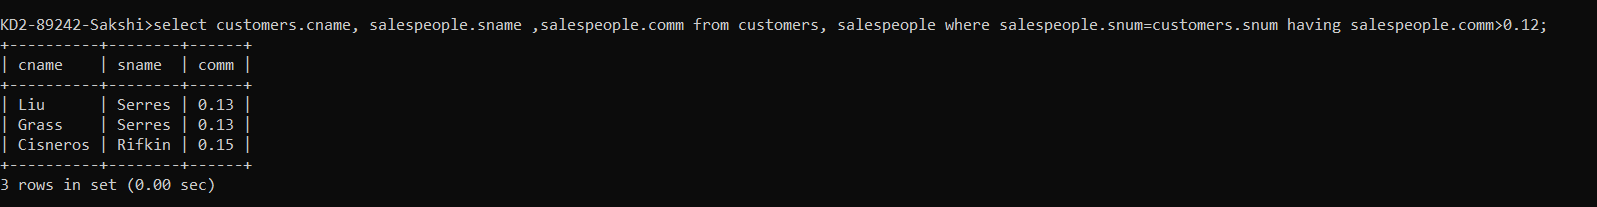 KD2-89242-Sakshi>select customers.cname, salespeople.sname ,salespeople.comm from customers, salespeople where salespeople.snum=customers.snum having salespeople.comm>0.12;
+----------+--------+------+
| cname    | sname  | comm |
+----------+--------+------+
| Liu      | Serres | 0.13 |
| Grass    | Serres | 0.13 |
| Cisneros | Rifkin | 0.15 |
+----------+--------+------+
3 rows in set (0.00 sec)